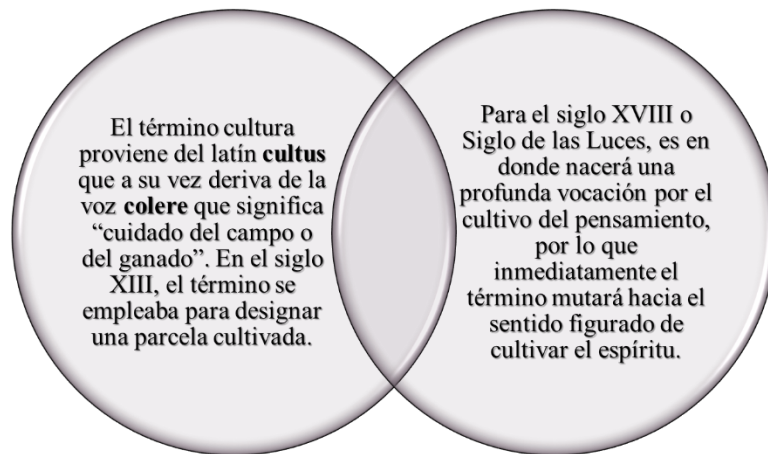 El término cultura
proviene del latín cultus
que a su vez deriva de la
voz colere que significa
“cuidado del campo o
del ganado”. En el siglo
XIII, el término se
empleaba para designar
una parcela cultivada.
Para el siglo XVIII o
Siglo de las Luces, es en
donde nacerá una
profunda vocación por el
cultivo del pensamiento,
por lo que
inmediatamente el
término mutará hacia el
sentido figurado de
cultivar el espíritu.